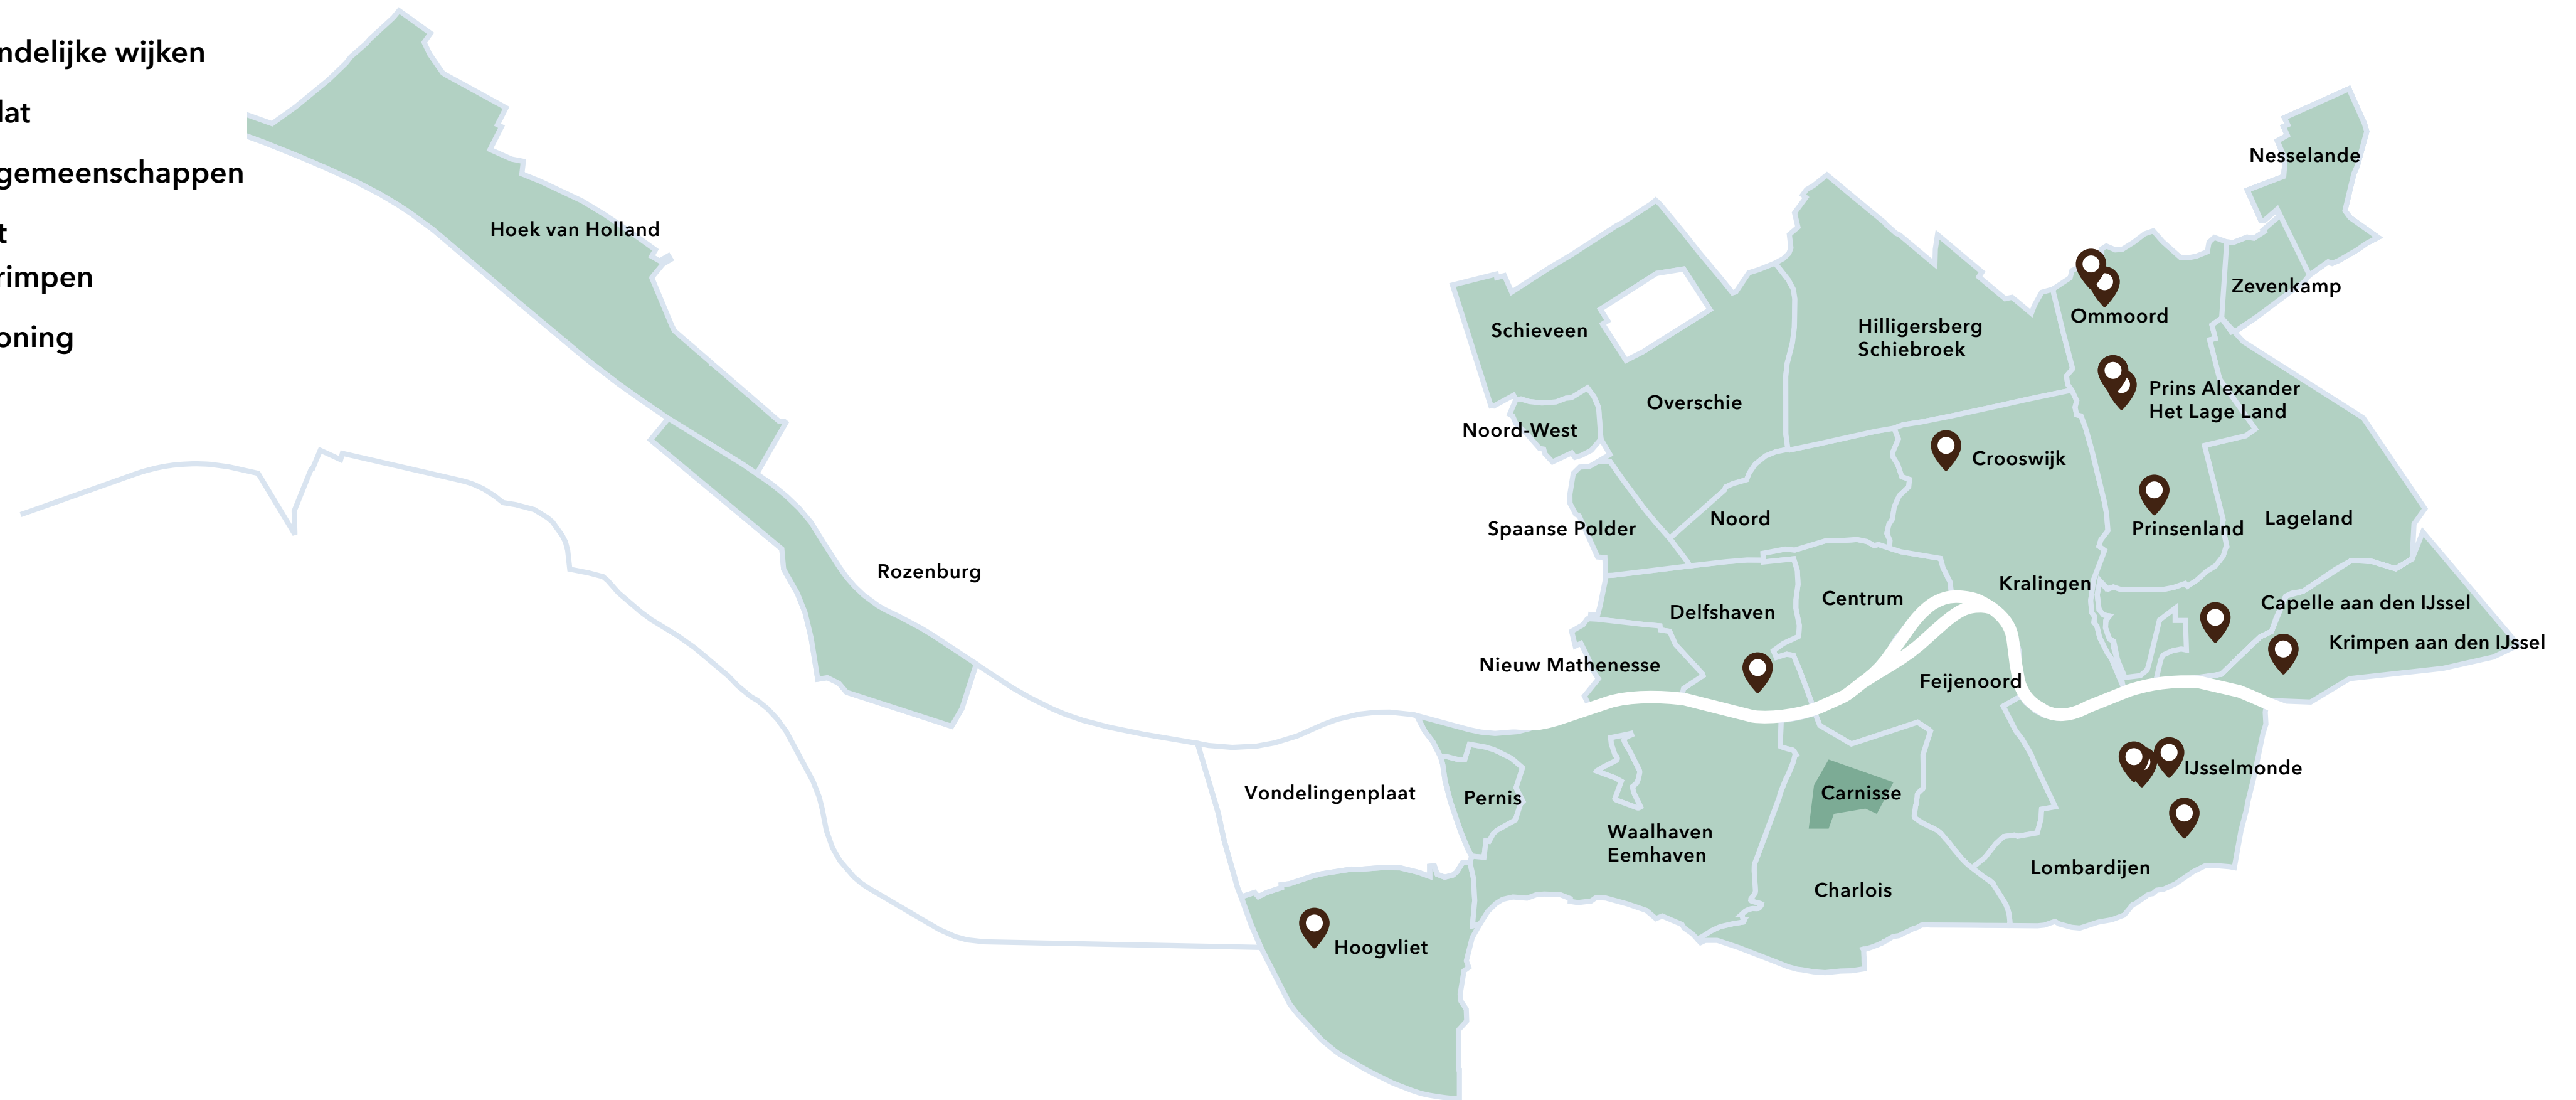 ndelijke wijken
lat
gemeenschappen
t
rimpen
oning
Hoek van Holland
Rozenburg
Nesselande
Zevenkamp
Ommoord
Hilligersberg
Schiebroek
Schieveen
Overschie
Prins Alexander
Het Lage Land
Noord-West
Crooswijk
Noord
Spaanse Polder
Prinsenland
Lageland
Kralingen
Centrum
Delfshaven
Capelle aan den IJssel
Krimpen aan den IJssel
Nieuw Mathenesse
Feijenoord
IJsselmonde
Vondelingenplaat
Pernis
Carnisse
Waalhaven
Eemhaven
Lombardijen
Charlois
Hoogvliet